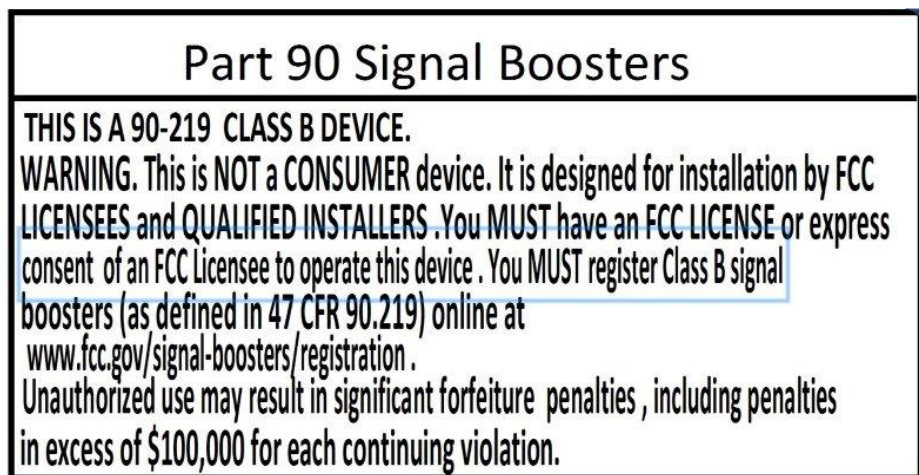 Part 90 Signal Boosters
THIS IS A 90-219 CLASS B DEVICE.
WARNING. This is NOT a CONSUMER device. It is designed for installation by FCC
LICENSEES and QUALIFIED INSTALLERS .You MUST have an FCC LICENSE or express
consent of an FCC Licensee to operate this device . You MUST register Class B signal
boosters (as defined in 47 CFR 90.219) online at
www.fcc.gov/signal-boosters/registration .
Unauthorized use may result in significant forfeiture penalties , including penalties
in excess of $100,000 for each continuing violation.